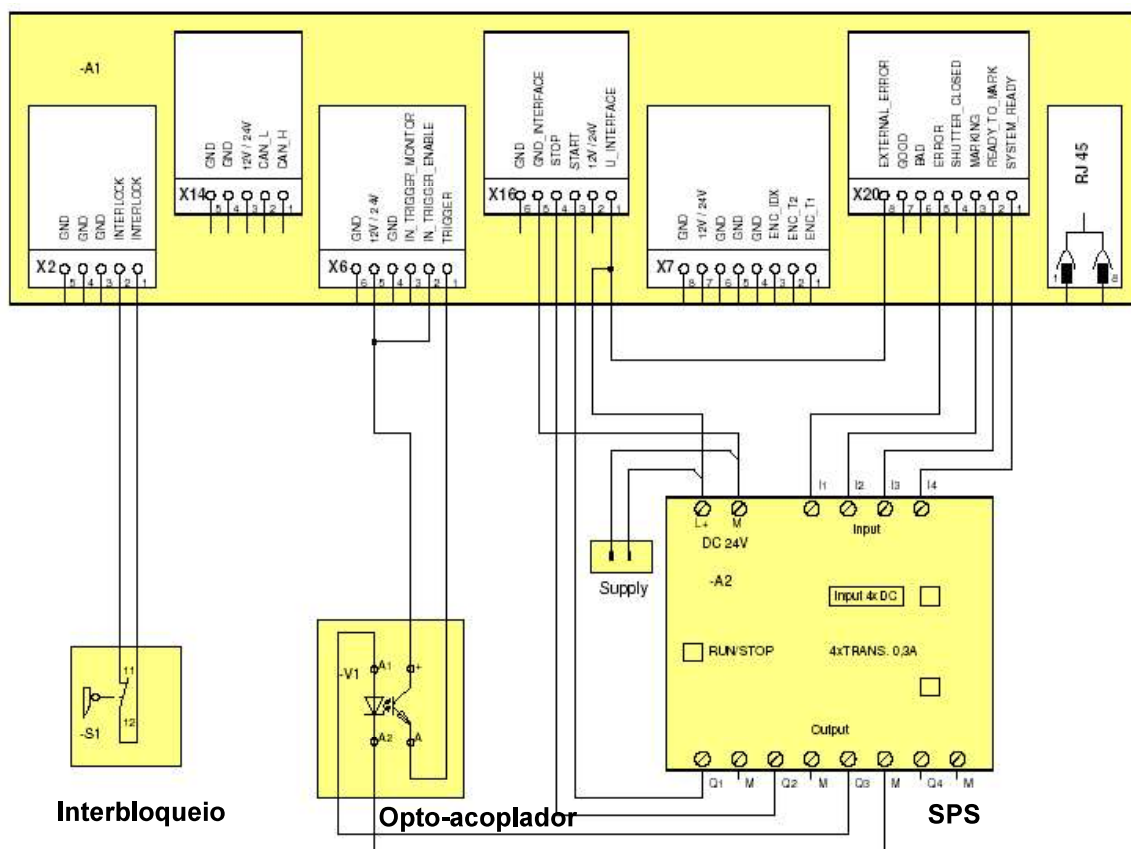 -A1
X2
GND
GND
GND
INTERLOCK
INTERLOCK
5 4 3 2 1
X14
GND
GND
12V / 24V
CAN_L
CAN_H
5 4 3 2 1
X6
GND
12V / 24V
GND
IN_TRIGGER_MONITOR
IN_TRIGGER_ENABLE
TRIGGER
6 5 4 3 2 1
X16
GND
GND_INTERFACE
STOP
START
12V / 24V
U_INTERFACE
6 5 4 3 2 1
X7
GND
12V / 24V
GND
GND
GND
ENC_IDX
ENC_T2
ENC_T1
8 7 6 5 4 3 2 1
X20
EXTERNAL_ERROR
GOOD
BAD
ERROR
SHUTTER_CLOSED
MARKING
READY_TO_MARK
SYSTEM_READY
8 7 6 5 4 3 2 1
RJ 45
1 8
I1 I2 I3 I4
L+ M
Input
DC 24V
-A2
Input 4x DC
RUN/STOP
4xTRANS. 0,3A
Output
Q1 M Q2 M Q3 M Q4 M
Supply
11
12
-S1
-V1
A1
+
A2
A
Interbloqueio
Opto-acoplador
SPS